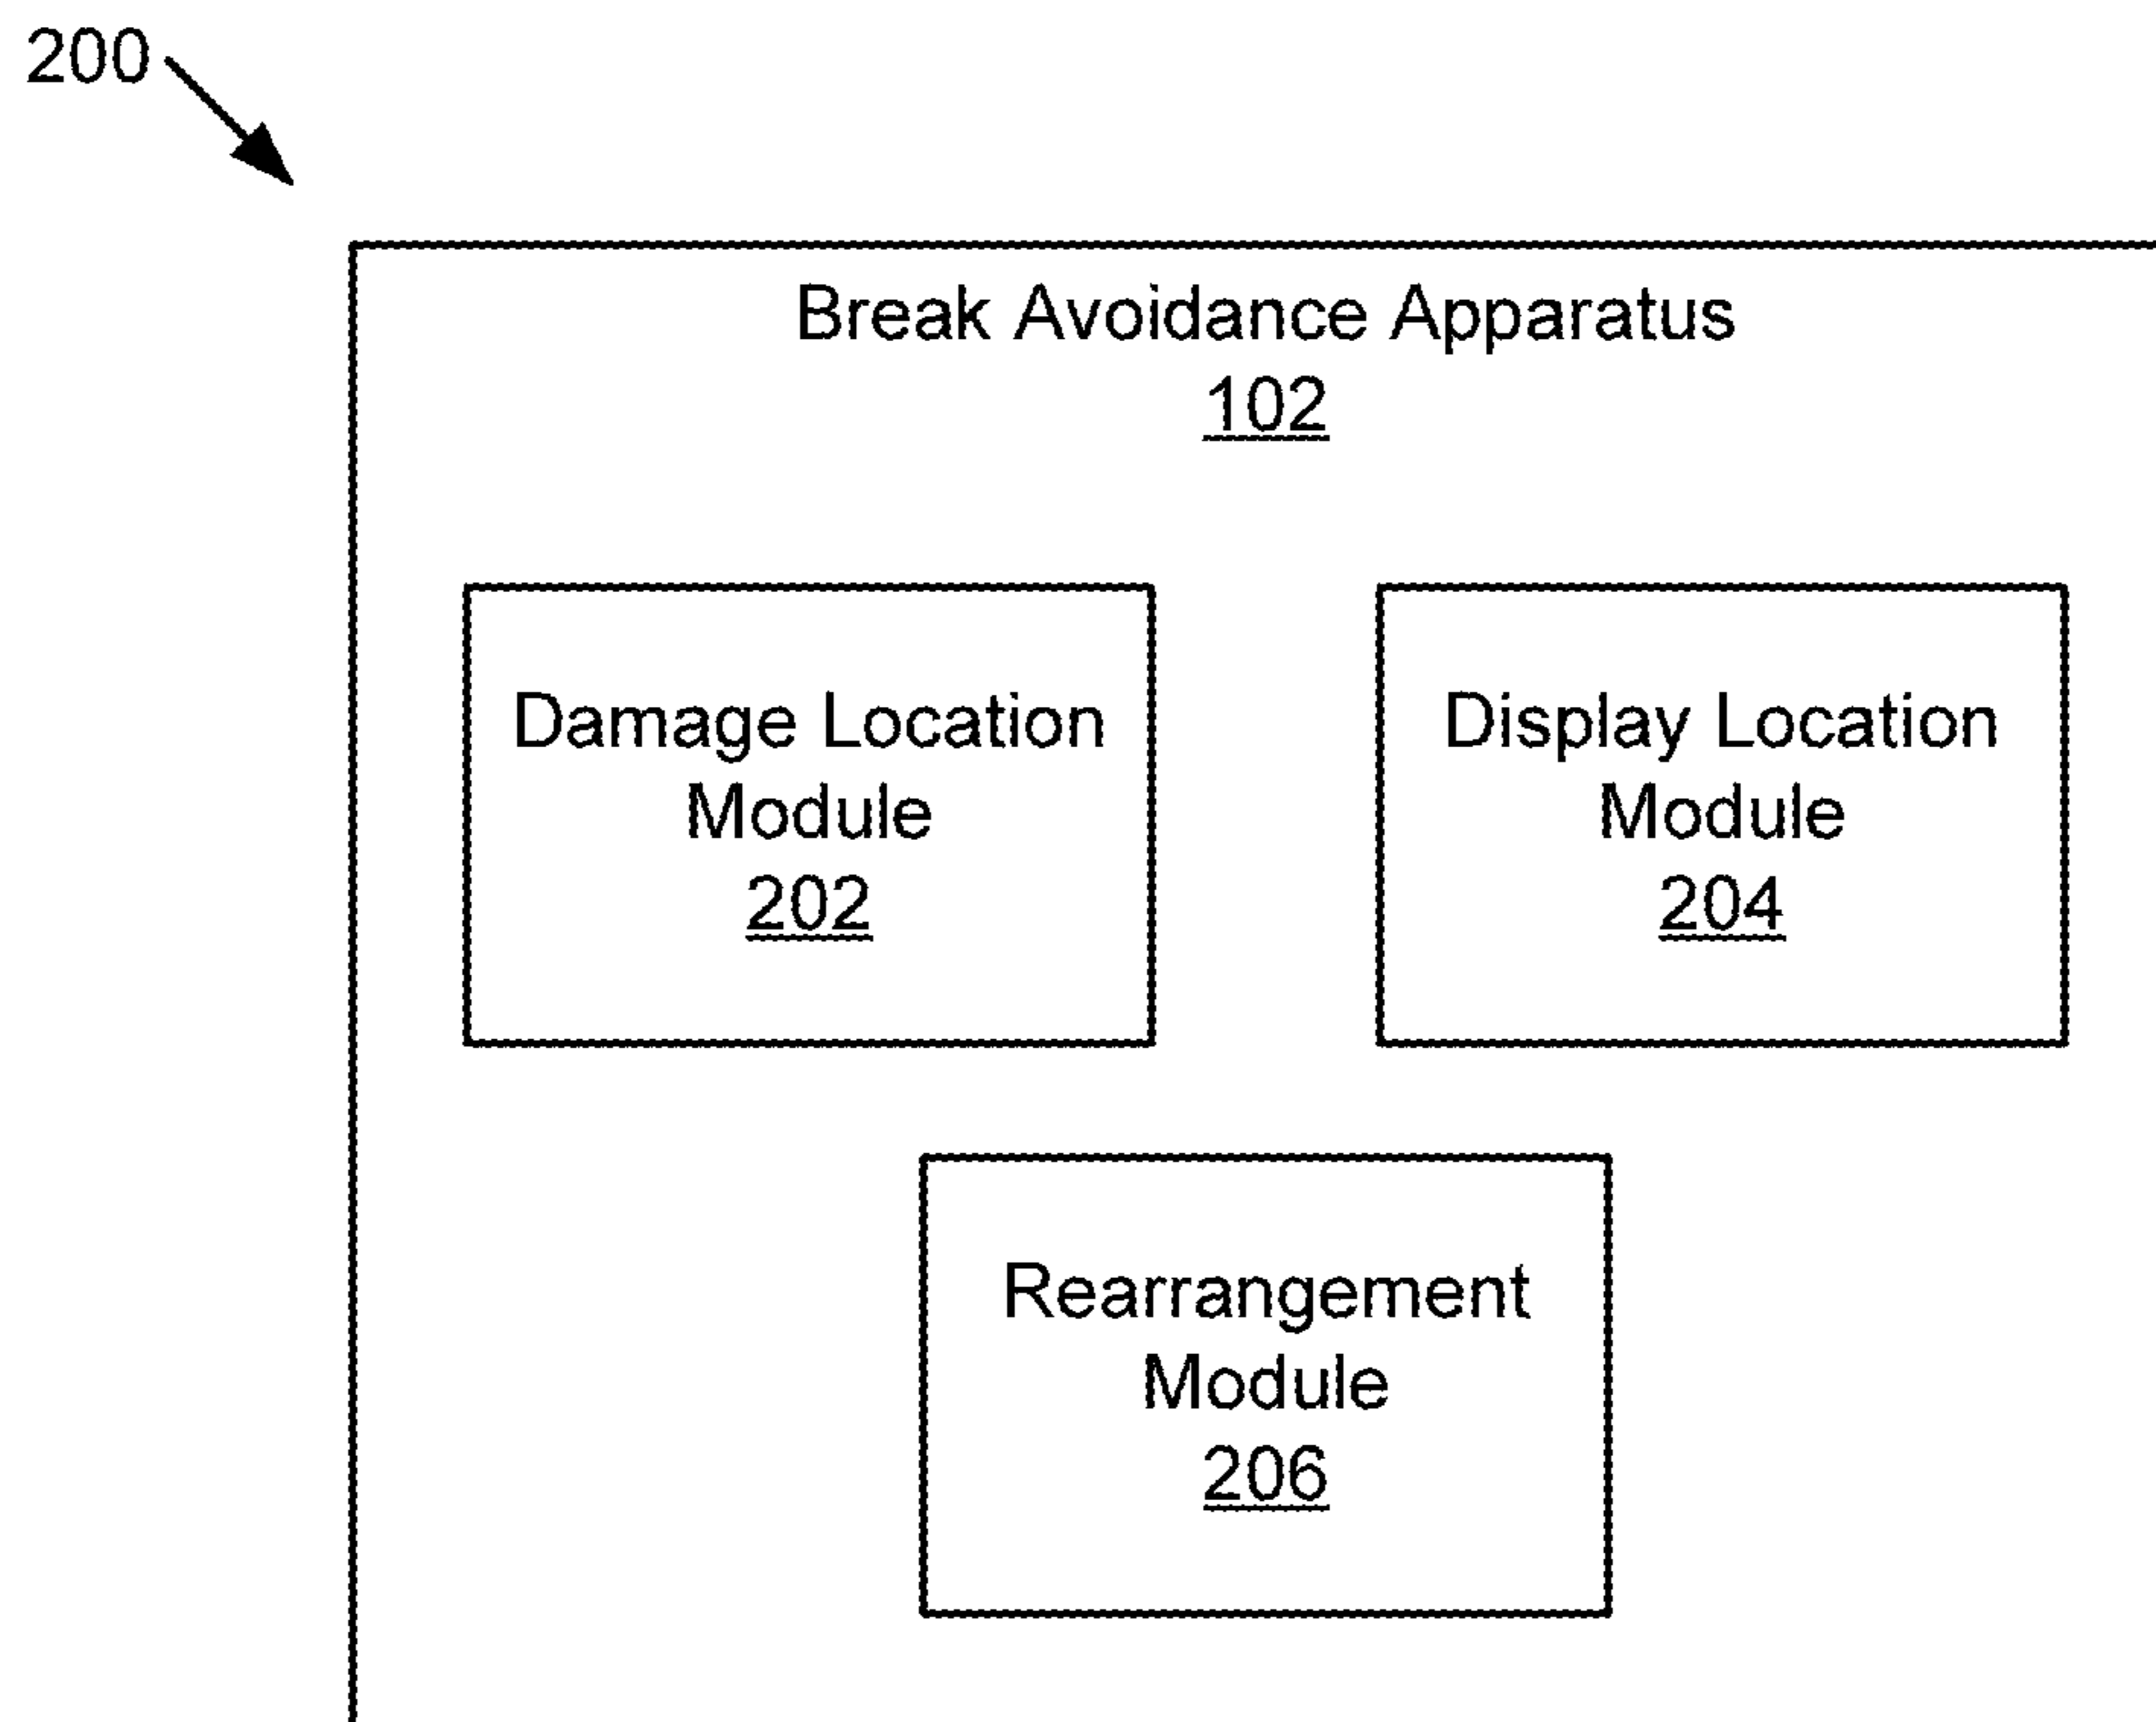 200
Break Avoidance Apparatus
102
Damage Location
Module
202
Display Location
Module
204
Rearrangement
Module
206